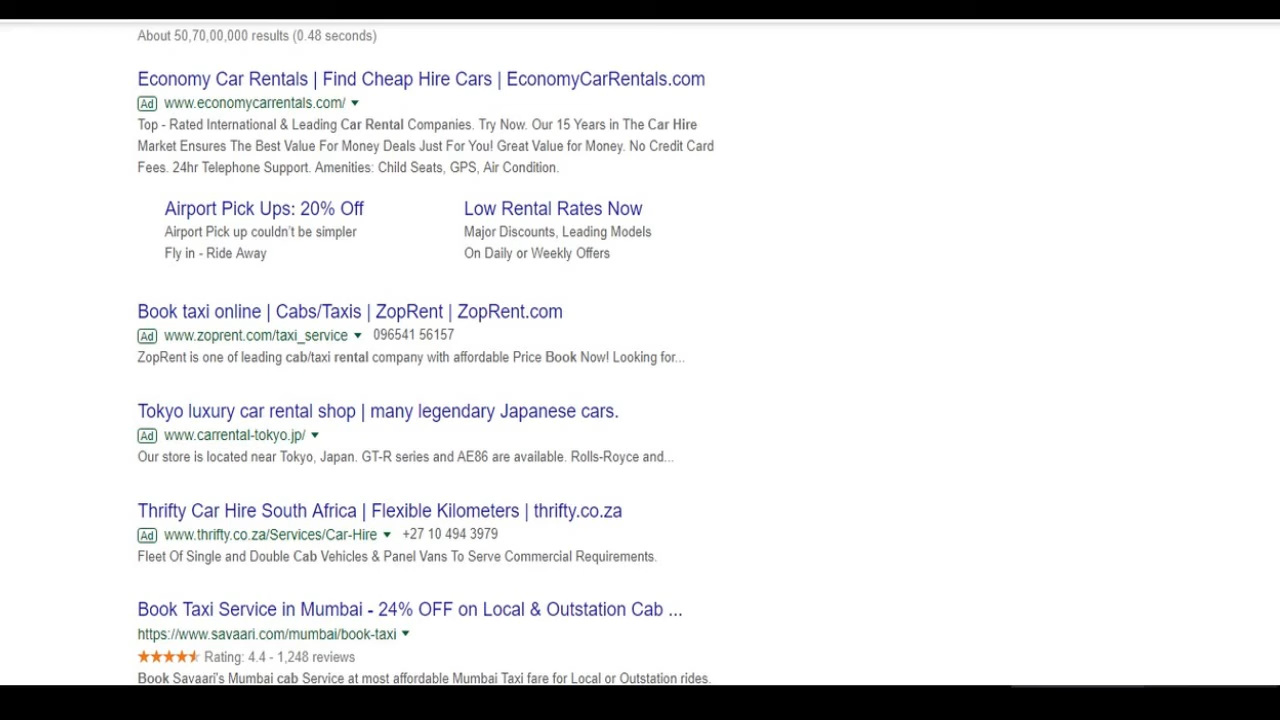 About 50,70,00,000 results (0.48 seconds)
Economy Car Rentals | Find Cheap Hire Cars | EconomyCarRentals.com
Ad www.economycarrentals.com/
Top - Rated International & Leading Car Rental Companies. Try Now. Our 15 Years in The Car Hire
Market Ensures The Best Value For Money Deals Just For You! Great Value for Money. No Credit Card
Fees. 24hr Telephone Support. Amenities: Child Seats, GPS, Air Condition.
Airport Pick Ups: 20% Off
Airport Pick up couldn't be simpler
Fly in - Ride Away
Low Rental Rates Now
Major Discounts, Leading Models
On Daily or Weekly Offers
Book taxi online | Cabs/Taxis | ZopRent | ZopRent.com
Ad www.zoprent.com/taxi_service 096541 56157
ZopRent is one of leading cab/taxi rental company with affordable Price Book Now! Looking for...
Tokyo luxury car rental shop | many legendary Japanese cars.
Ad www.carrental-tokyo.jp/
Our store is located near Tokyo, Japan. GT-R series and AE86 are available. Rolls-Royce and...
Thrifty Car Hire South Africa | Flexible Kilometers | thrifty.co.za
Ad www.thrifty.co.za/Services/Car-Hire +27 10 494 3979
Fleet Of Single and Double Cab Vehicles & Panel Vans To Serve Commercial Requirements.
Book Taxi Service in Mumbai - 24% OFF on Local & Outstation Cab ...
https://www.savaari.com/mumbai/book-taxi
Rating: 4.4 - 1,248 reviews
Book Savaari's Mumbai cab Service at most affordable Mumbai Taxi fare for Local or Outstation rides.